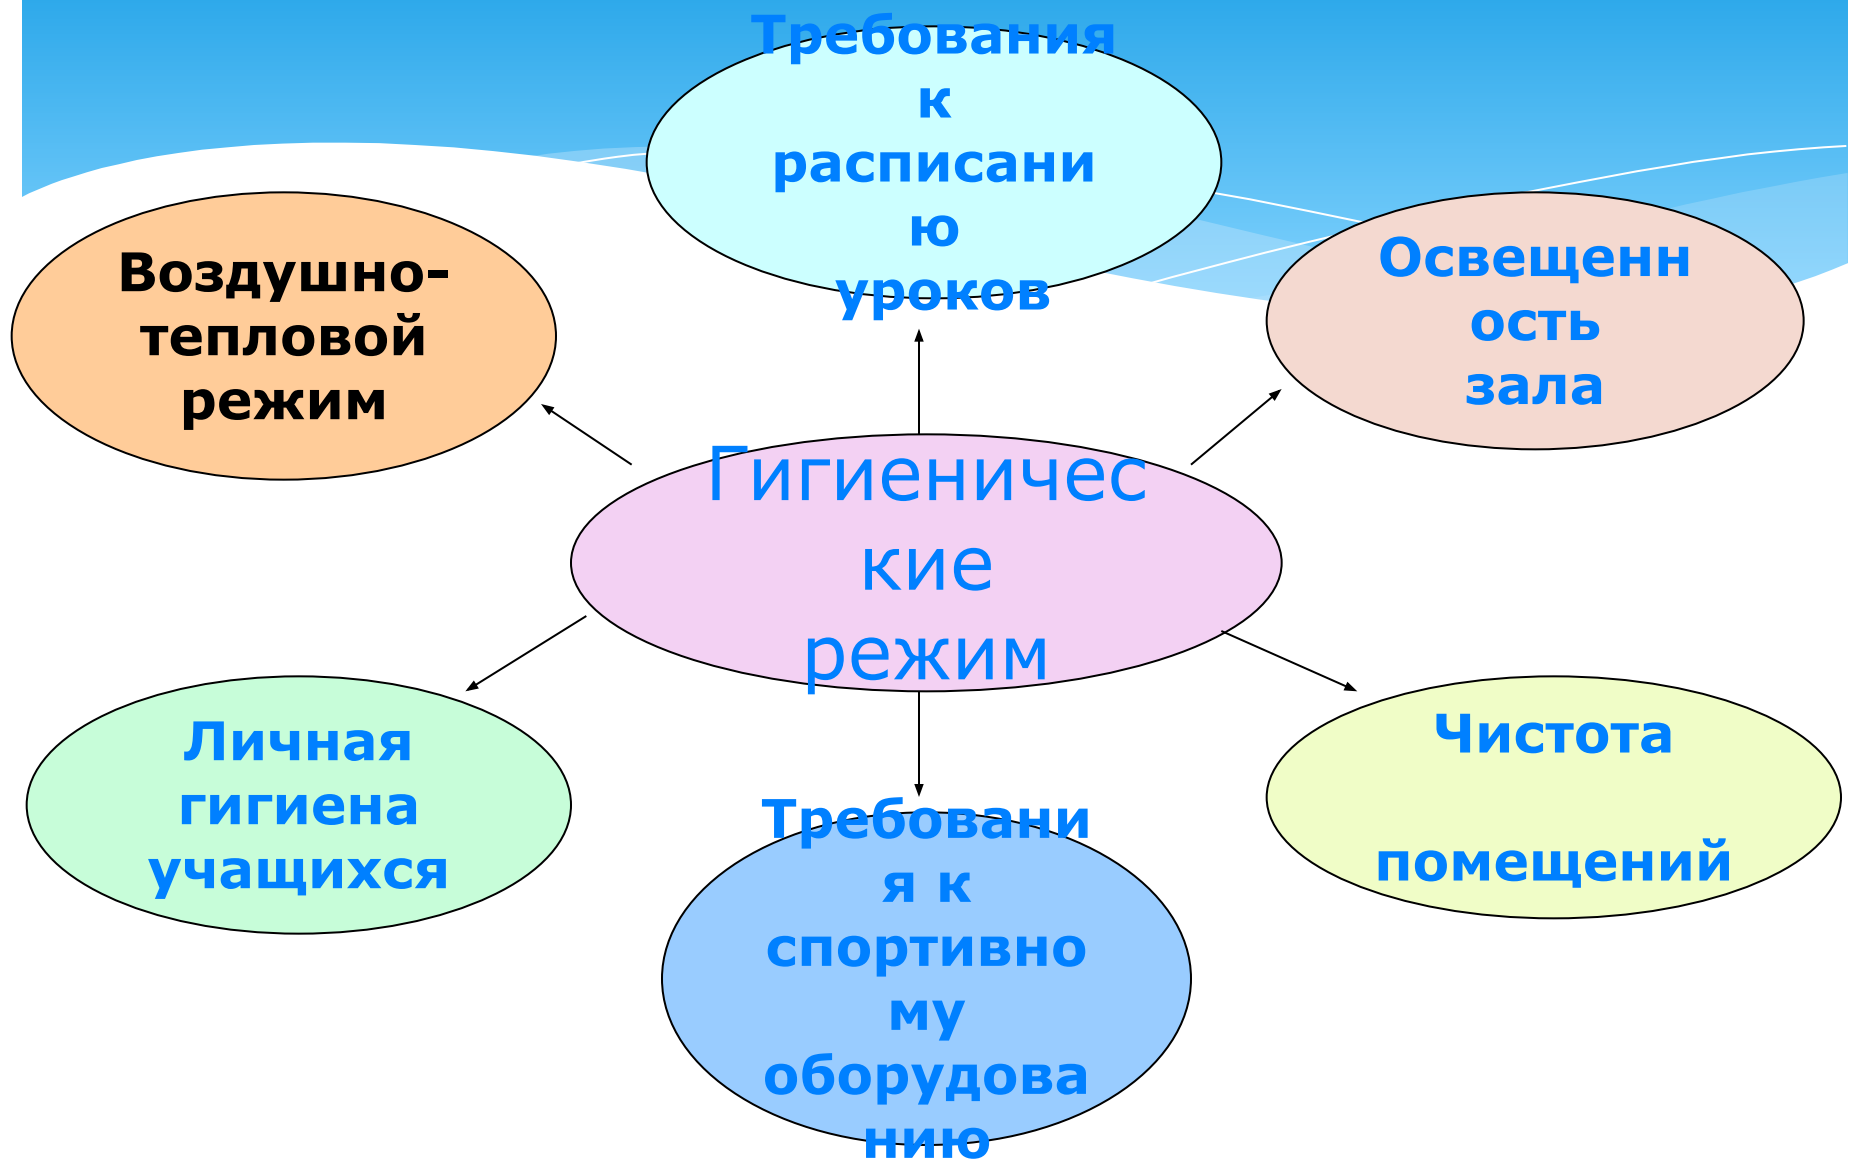 Требования
к
расписани
ю
уроков
Воздушно-
тепловой
режим
Освещенн
ость
зала
Гигиеничес
кие
режим
Личная
гигиена
учащихся
Чистота
помещений
Требовани
я к
спортивно
му
оборудова
нию